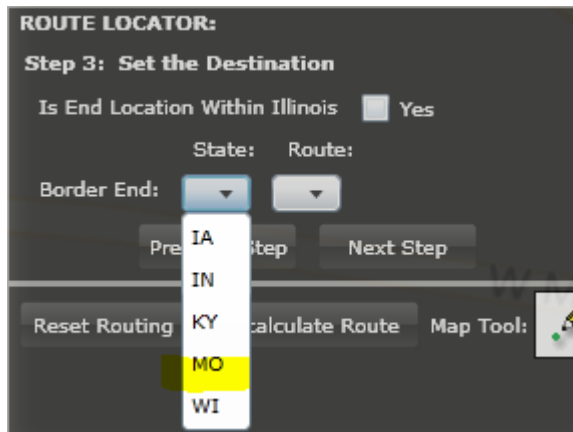 ROUTE LOCATOR:
Step 3: Set the Destination
Is End Location Within Illinois Yes
State: Route:
Border End:
IA
IN
KY
MO
WI
Next Step
Reset Routing
Route
Map Tool: